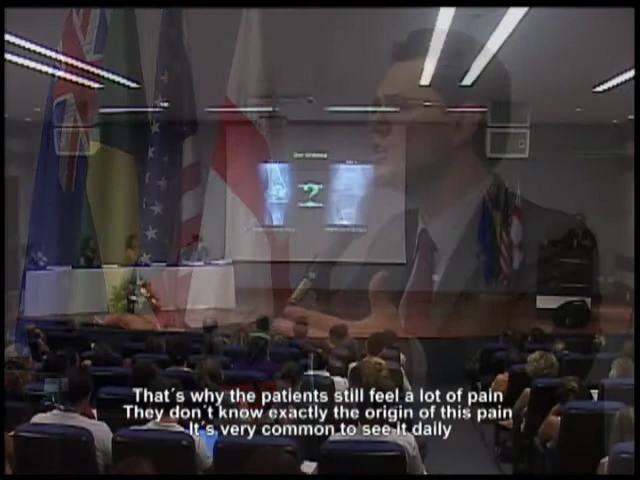 That´s why the patients still feel a lot of pain
They don´t know exactly the origin of this pain
It´s very common to see it daily